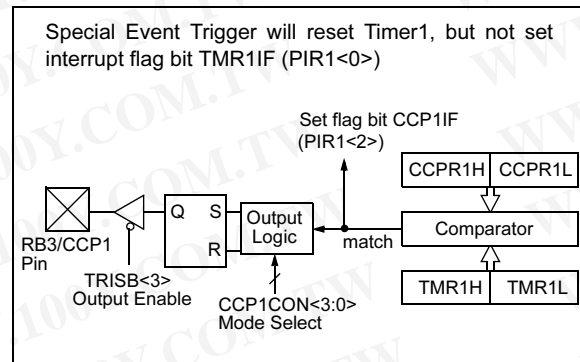 Special Event Trigger will reset Timer1, but not set
interrupt flag bit TMR1IF (PIR1<0>)
Set flag bit CCP1IF
(PIR1<2>)
CCPR1H CCPR1L
Q S
R
Output
Logic
match
Comparator
RB3/CCP1
Pin
TRISB<3>
Output Enable
CCP1CON<3:0>
Mode Select
TMR1H TMR1L